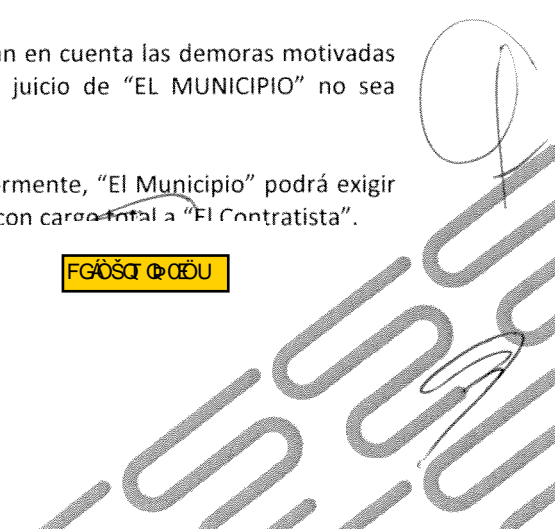 n en cuenta las demoras motivadas
juicio de “EL MUNICIPIO” no sea
rmente, “El Municipio” podrá exigir
con cargo total a “El Contratista”.